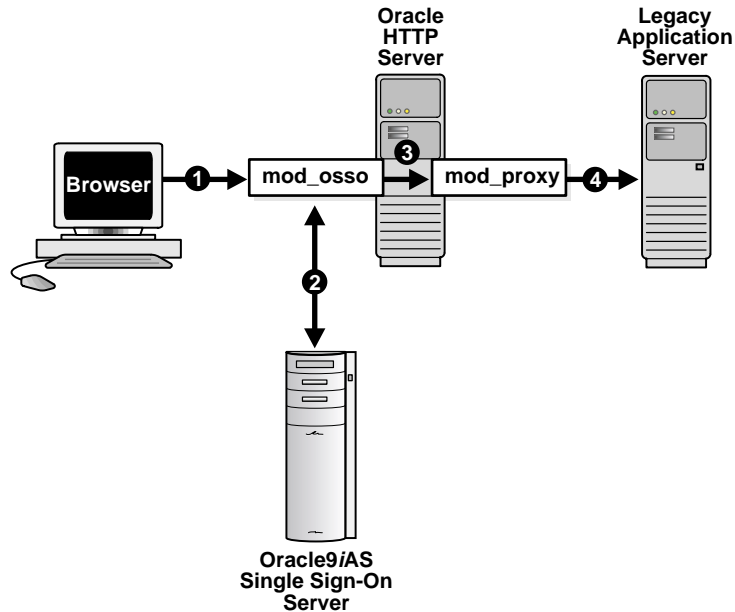 Oracle
HTTP
Server
Legacy
Application
Server
Browser
1
mod_osso
3
mod_proxy
4
2
Oracle9iAS
Single Sign-On
Server